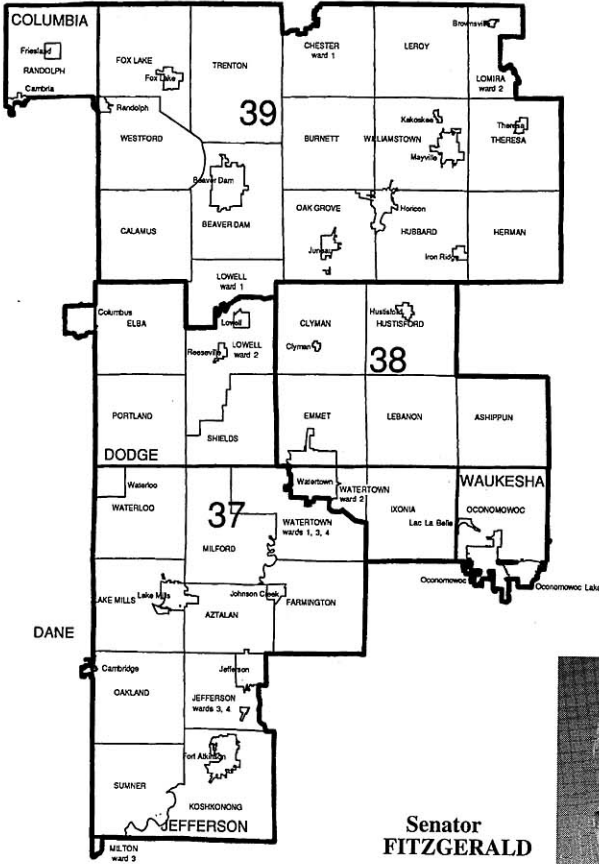 COLUMBIA
Friesland
RANDOLPH
Cambria
FOX LAKE
Fox Lake
TRENTON
CHESTER
ward 1
LEROY
Brownsville
LOMIRA
ward 2
Randolph
39
WESTFORD
BURNETT
WILLIAMSTOWN
Kekoskee
Mayville
Theresa
THERESA
Beaver Dam
BEAVER DAM
CALAMUS
OAK GROVE
Juneau
Horicon
HUBBARD
Iron Ridge
HERMAN
LOWELL
ward 1
Columbus
ELBA
Lowell
Reeseville
LOWELL
ward 2
CLYMAN
Clyman
Hustisford
HUSTISFORD
38
PORTLAND
SHIELDS
EMMET
LEBANON
ASHIPPUN
DODGE
Waterloo
WATERLOO
37
MILFORD
Watertown
WATERTOWN
ward 2
WATERTOWN
wards 1, 3, 4
IXONIA
WAUKESHA
OCONOMOWOC
Lac La Belle
Oconomowoc
Oconomowoc Lake
LAKE MILLS
Lake Mills
AZTALAN
Johnson Creek
FARMINGTON
DANE
Cambridge
OAKLAND
Jefferson
JEFFERSON
wards 3, 4
Fort Atkinson
SUMNER
KOSHKONONG
JEFFERSON
MILTON
ward 3
Senator
FITZGERALD